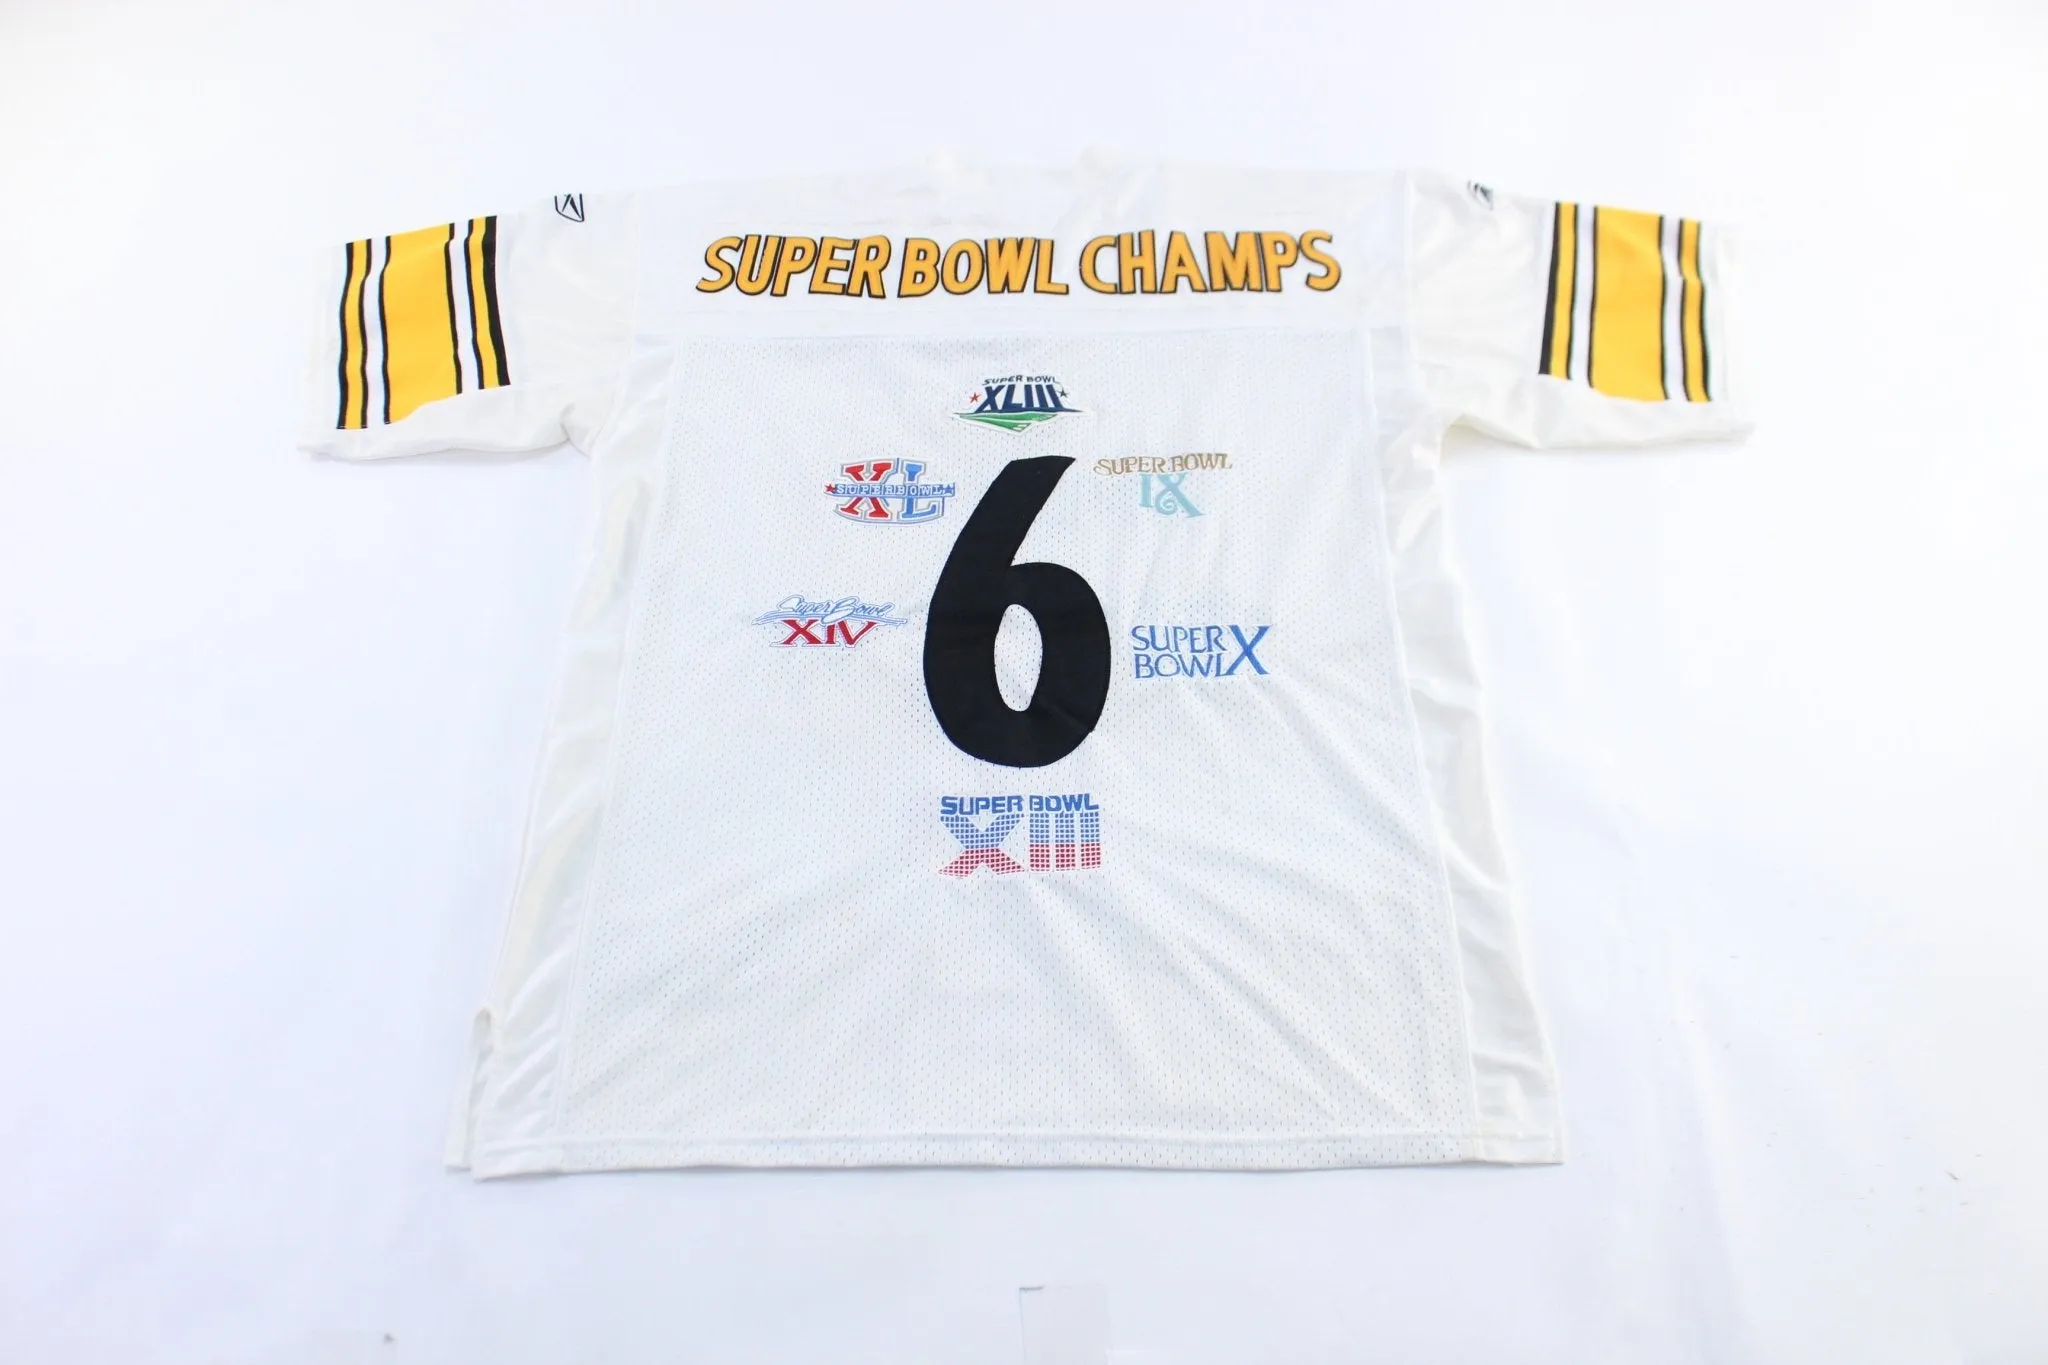 SUPER BOWL CHAMPS
SUPER BOWL
XLIII
XL
SUPER BOWL
SUPER BOWL
IX
6
Super Bowl
XIV
SUPER
BOWL X
SUPER BOWL
XIII